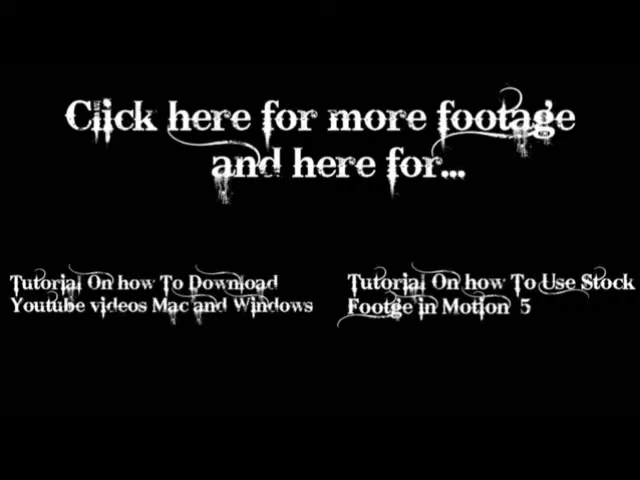 Click here for more footage
and here for...
Tutorial On how To Download
Youtube videos Mac and Windows
Tutorial On how To Use Stock
Footge in Motion 5